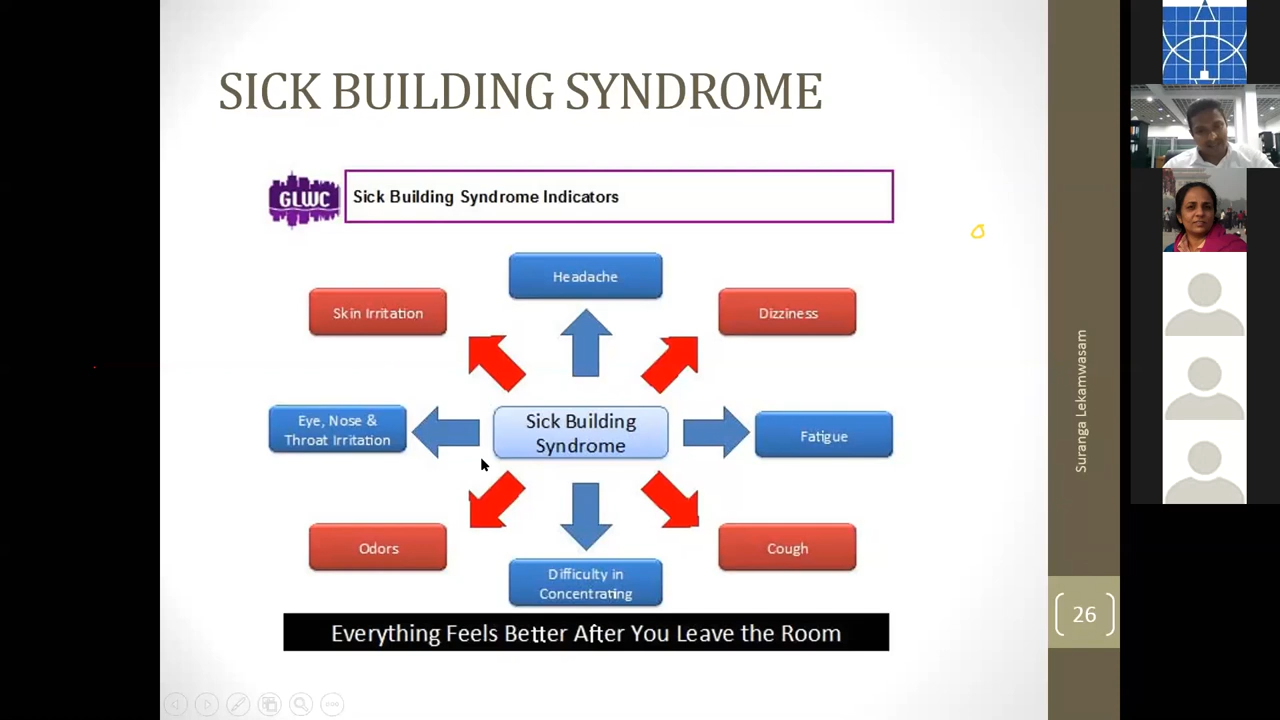 SICK BUILDING SYNDROME
GLWC
Sick Building Syndrome Indicators
Headache
Skin Irritation
Dizziness
Eye, Nose &
Throat Irritation
Sick Building
Syndrome
Fatigue
Odors
Cough
Difficulty in
Concentrating
Everything Feels Better After You Leave the Room
Suranga Lekamwasam
26